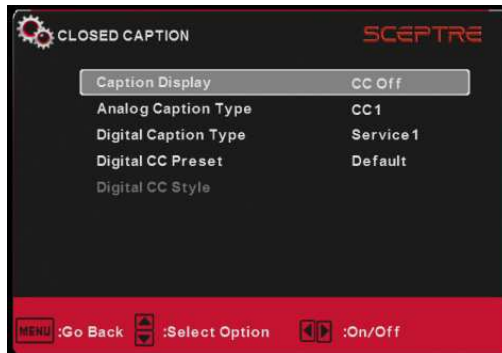 CLOSED CAPTION SCEPTRE
Caption Display CC Off
Analog Caption Type CC1
Digital Caption Type Service1
Digital CC Preset Default
Digital CC Style
MENU :Go Back :Select Option :On/Off